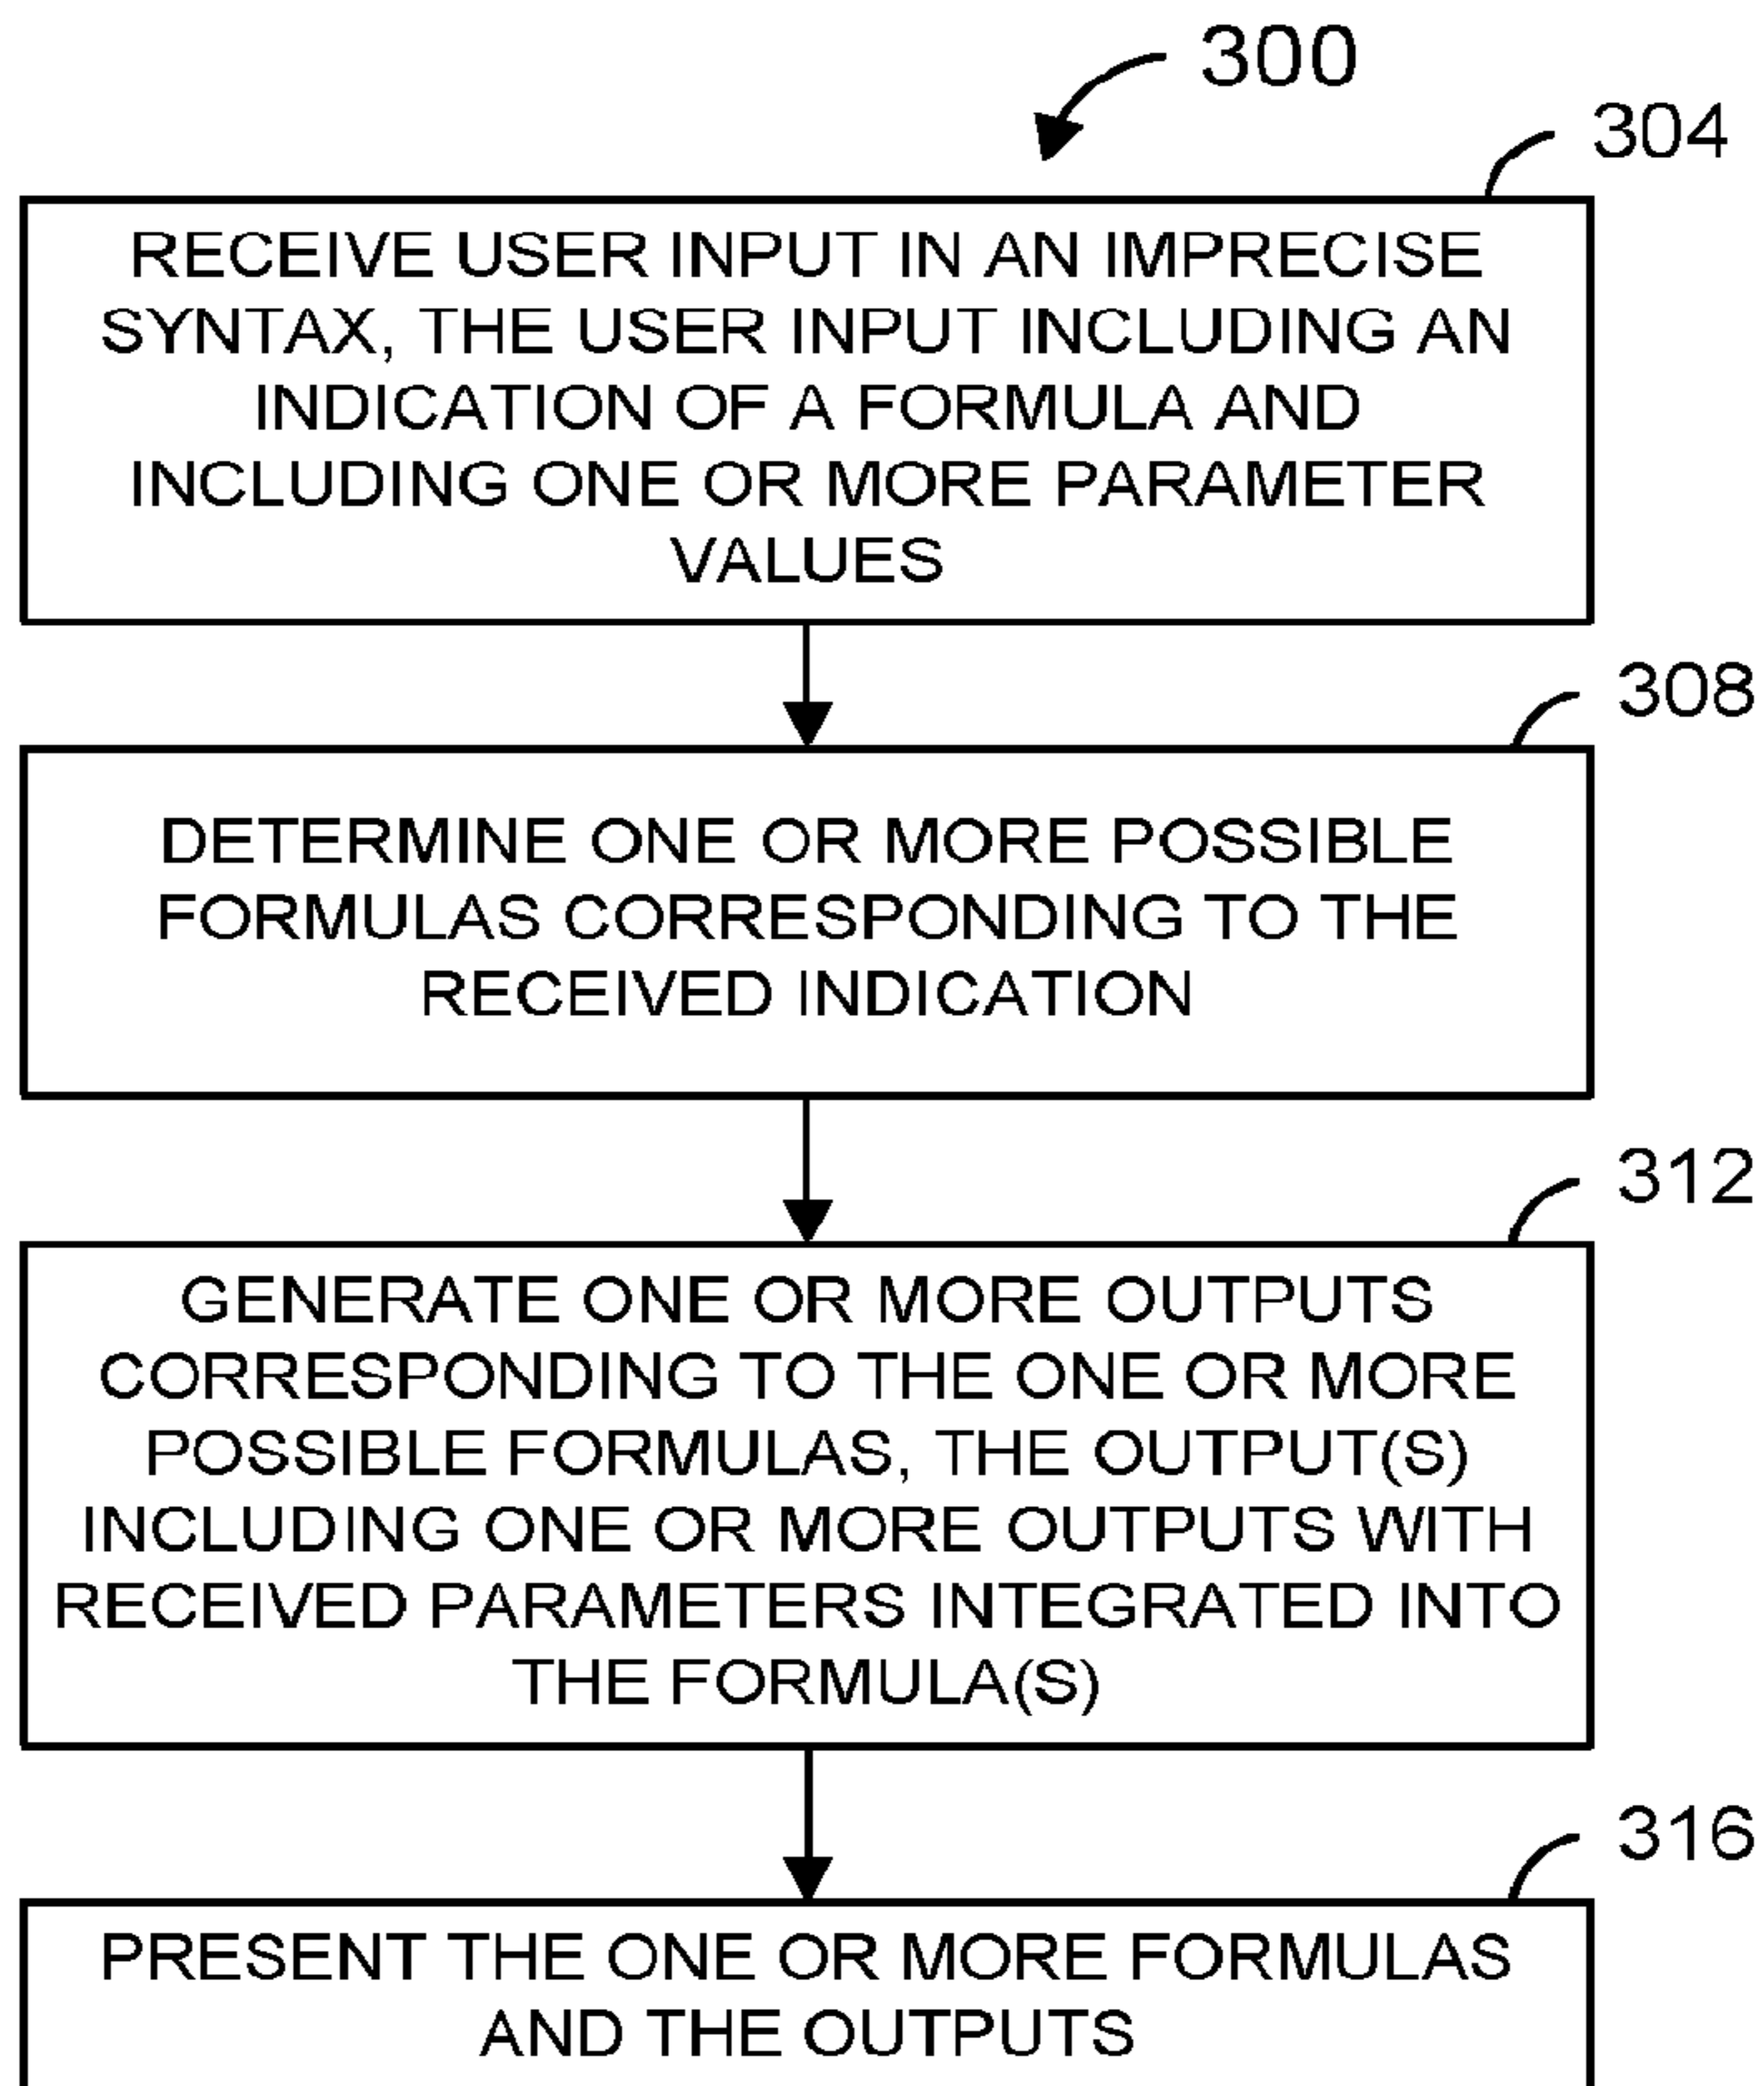 300
304
RECEIVE USER INPUT IN AN IMPRECISE
SYNTAX, THE USER INPUT INCLUDING AN
INDICATION OF A FORMULA AND
INCLUDING ONE OR MORE PARAMETER
VALUES
308
DETERMINE ONE OR MORE POSSIBLE
FORMULAS CORRESPONDING TO THE
RECEIVED INDICATION
312
GENERATE ONE OR MORE OUTPUTS
CORRESPONDING TO THE ONE OR MORE
POSSIBLE FORMULAS, THE OUTPUT(S)
INCLUDING ONE OR MORE OUTPUTS WITH
RECEIVED PARAMETERS INTEGRATED INTO
THE FORMULA(S)
316
PRESENT THE ONE OR MORE FORMULAS
AND THE OUTPUTS